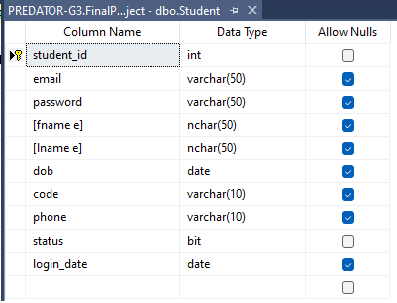 PREDATOR-G3.FinalP...ject - dbo.Student
Column Name Data Type Allow Nulls
student_id int
email varchar(50)
password varchar(50)
[fname e] nchar(50)
[lname e] nchar(50)
dob date
code varchar(10)
phone varchar(10)
status bit
login_date date